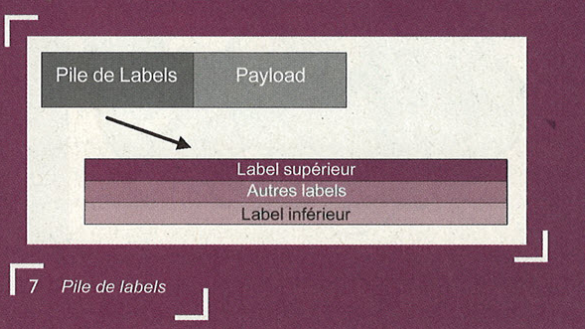 Pile de Labels Payload
Label supérieur
Autres labels
Label inférieur
7 Pile de labels